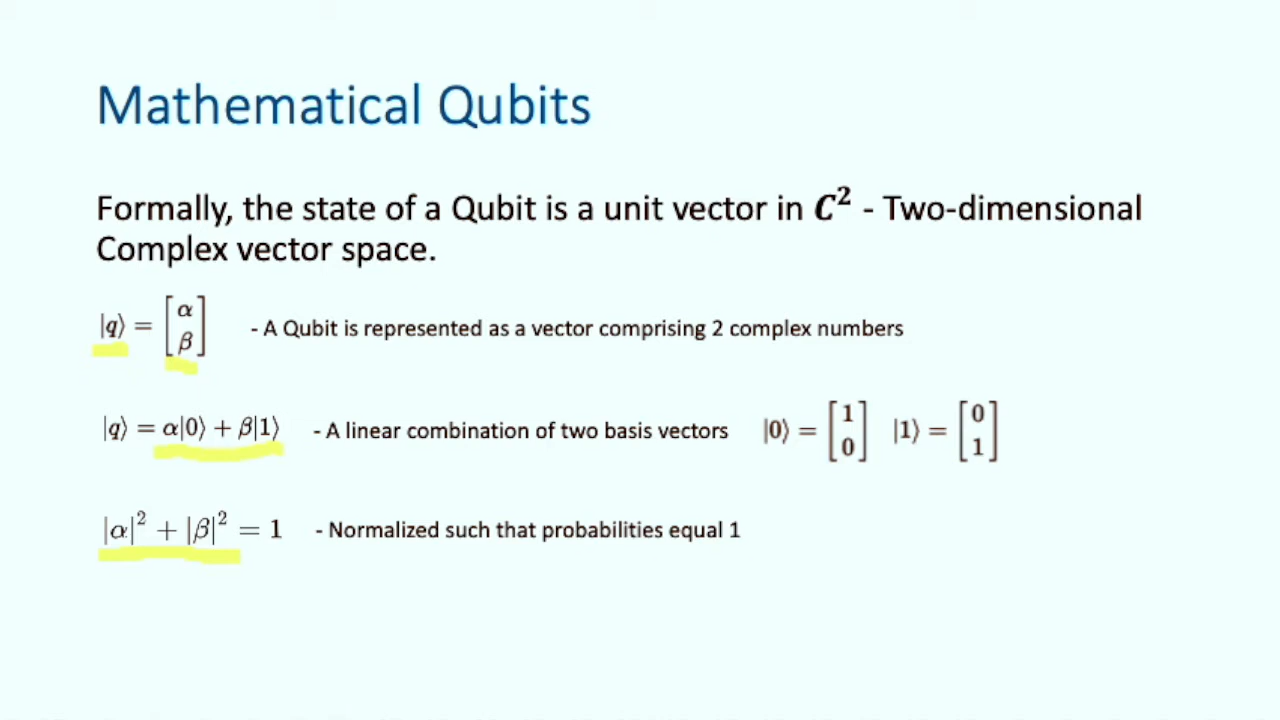 Mathematical Qubits
Formally, the state of a Qubit is a unit vector in C² - Two-dimensional
Complex vector space.
|q⟩ = [α β] - A Qubit is represented as a vector comprising 2 complex numbers
|q⟩ = α|0⟩ + β|1⟩ - A linear combination of two basis vectors |0⟩ = [1 0] |1⟩ = [0 1]
|α|² + |β|² = 1 - Normalized such that probabilities equal 1